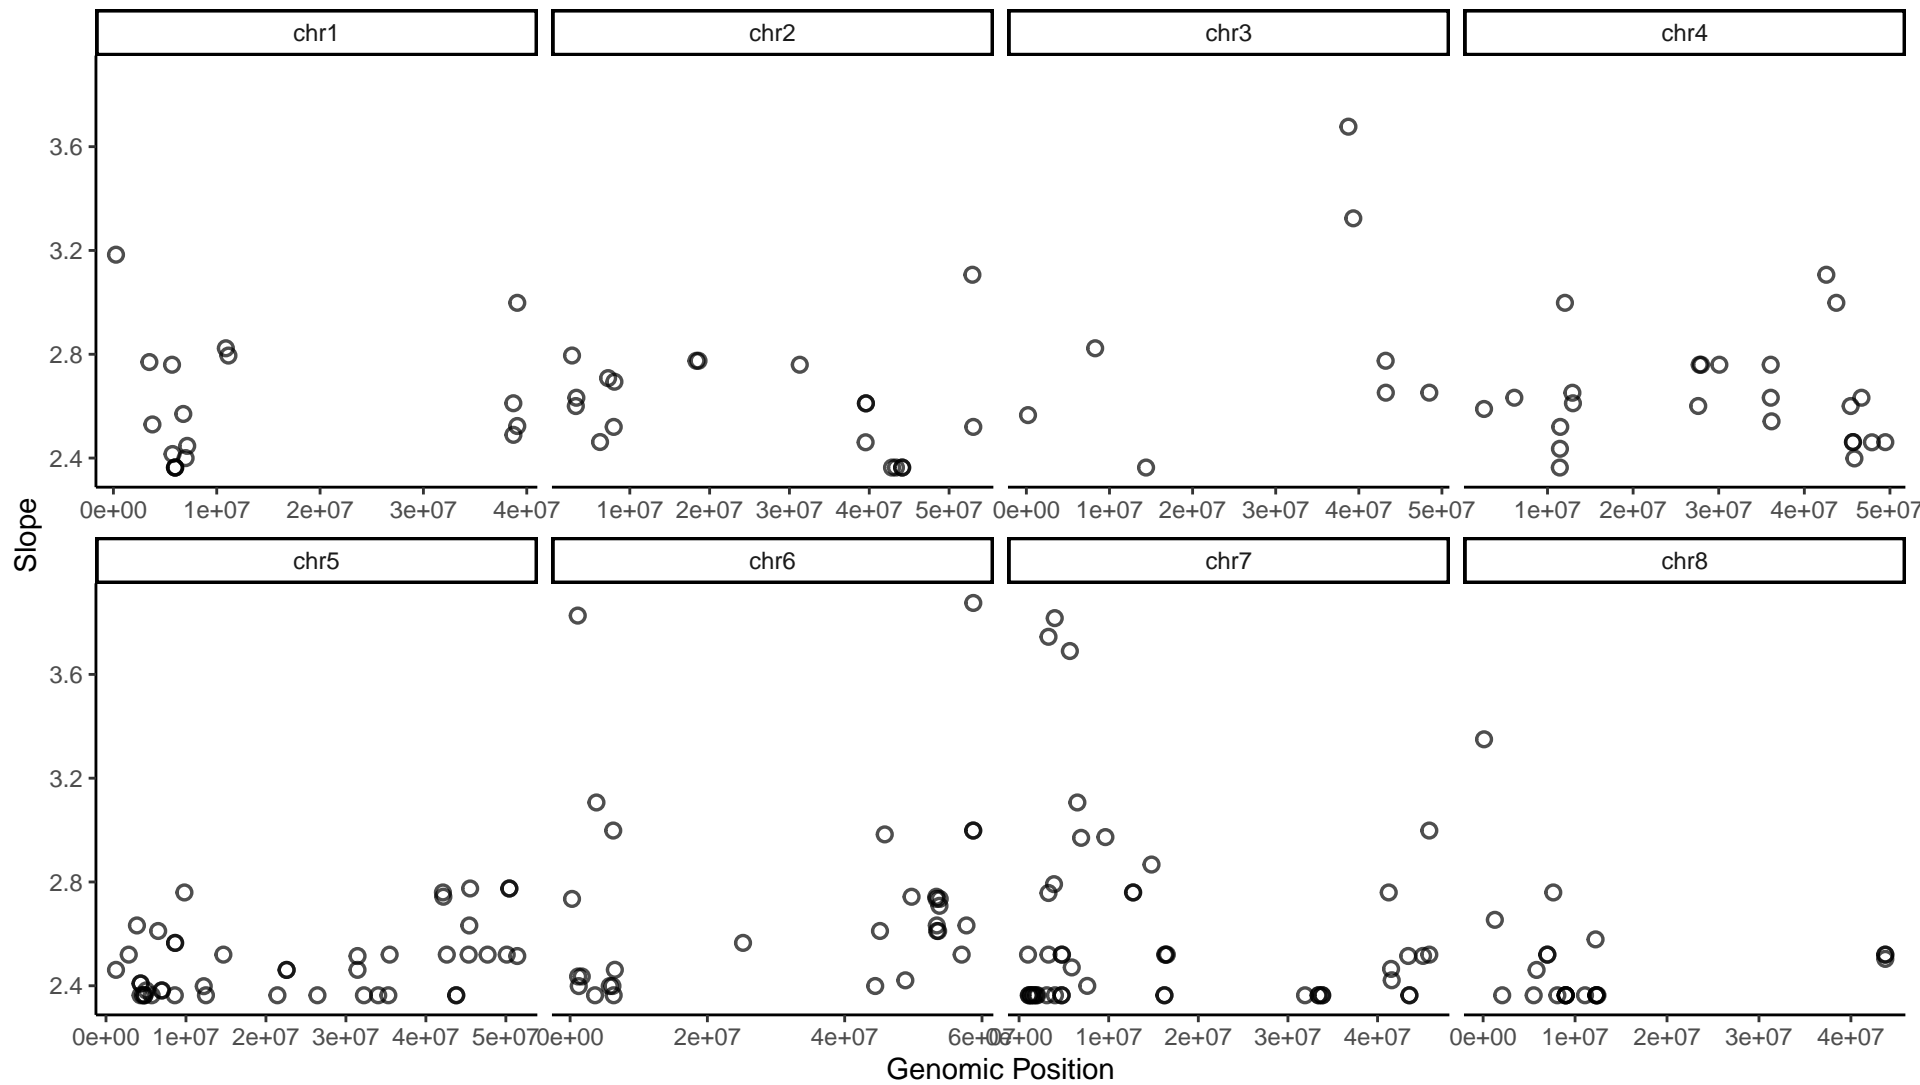 chr1 chr2 chr3 chr4
3.6
3.2
2.8
2.4
0e+00 1e+07 2e+07 3e+07 4e+07 1e+07 2e+07 3e+07 4e+07 5e+07 0e+00 1e+07 2e+07 3e+07 4e+07 5e+07 1e+07 2e+07 3e+07 4e+07 5e+07
Slope
chr5 chr6 chr7 chr8
3.6
3.2
2.8
2.4
0e+00 1e+07 2e+07 3e+07 4e+07 5e+07 0e+00 2e+07 4e+07 6e+07 0e+00 1e+07 2e+07 3e+07 4e+07 0e+00 1e+07 2e+07 3e+07 4e+07
Genomic Position